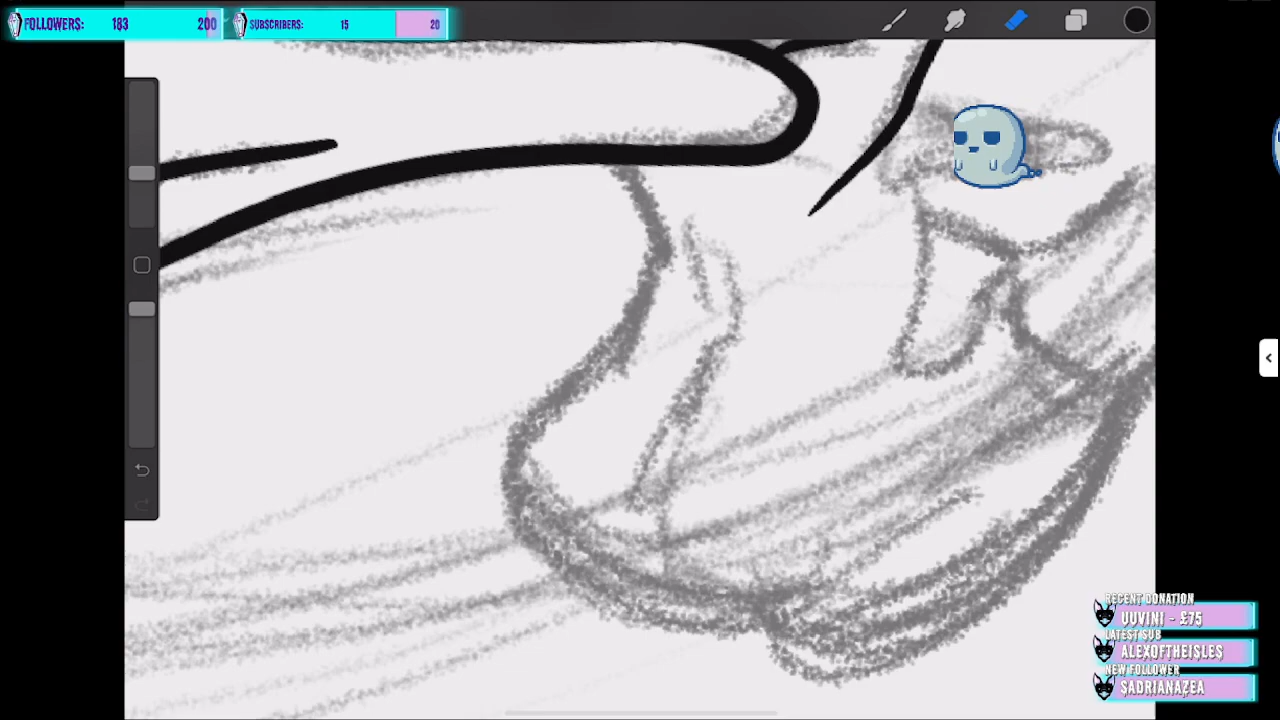 FOLLOWERS: 183 200
SUBSCRIBERS: 15 20
RECENT DONATION
UUVINI - £75
LATEST SUB
ALEXOFTHEISLES
NEW FOLLOWER
SADRIANAZEA